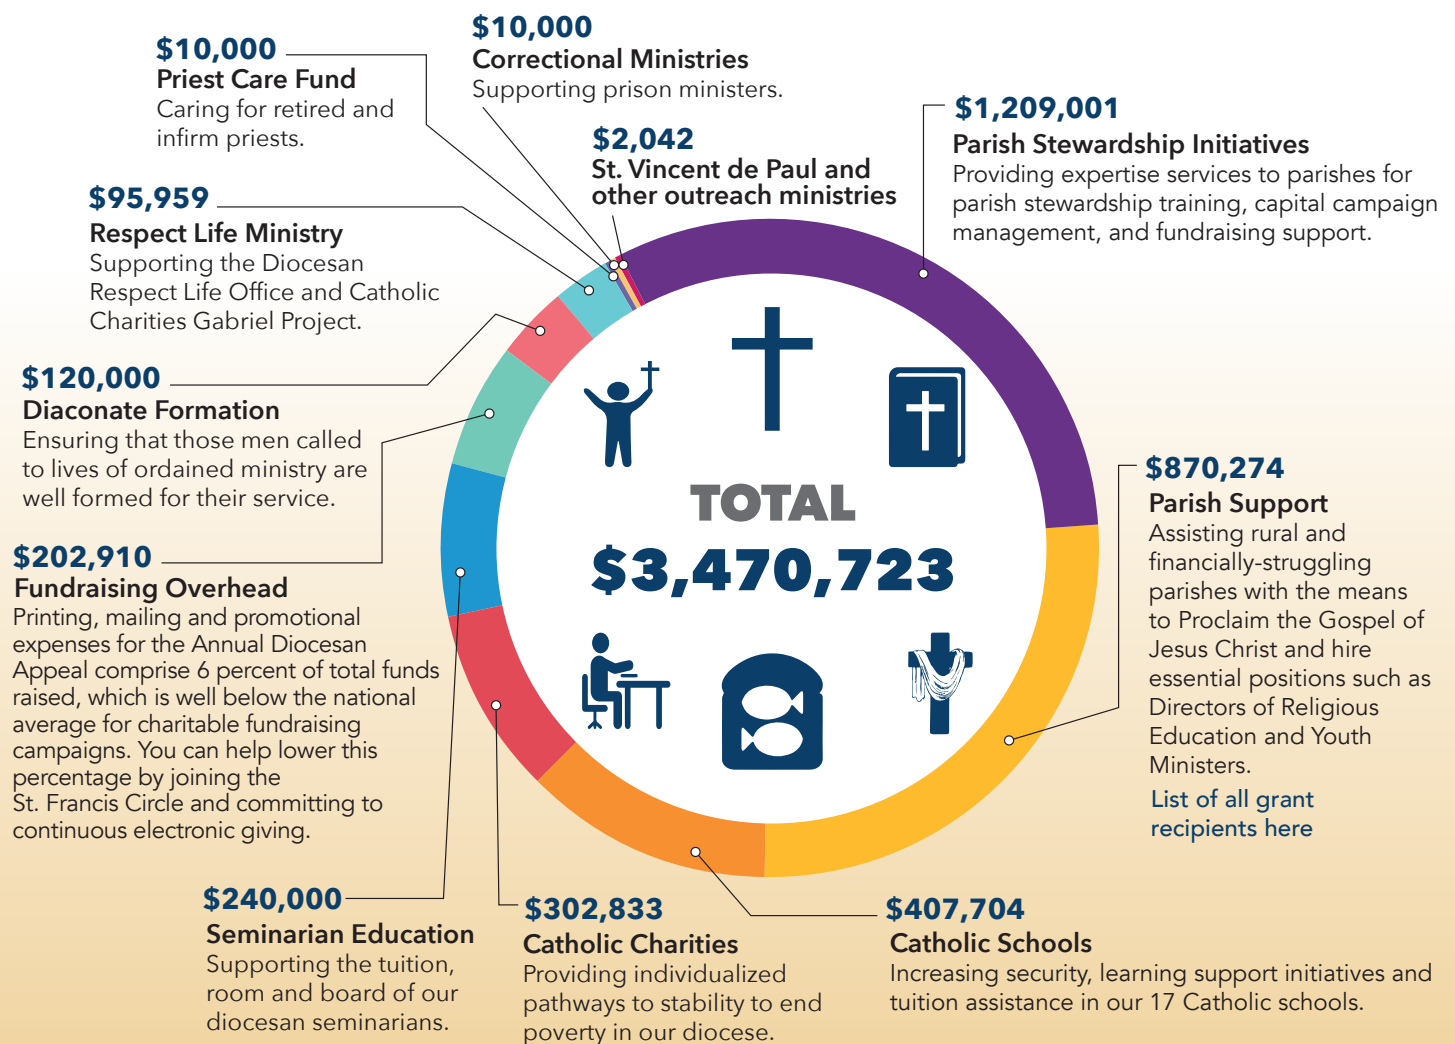 $10,000
Priest Care Fund
Caring for retired and
infirm priests.
$10,000
Correctional Ministries
Supporting prison ministers.
$2,042
St. Vincent de Paul and
other outreach ministries
$1,209,001
Parish Stewardship Initiatives
Providing expertise services to parishes for
parish stewardship training, capital campaign
management, and fundraising support.
$95,959
Respect Life Ministry
Supporting the Diocesan
Respect Life Office and Catholic
Charities Gabriel Project.
$120,000
Diaconate Formation
Ensuring that those men called
to lives of ordained ministry are
well formed for their service.
$202,910
Fundraising Overhead
Printing, mailing and promotional
expenses for the Annual Diocesan
Appeal comprise 6 percent of total funds
raised, which is well below the national
average for charitable fundraising
campaigns. You can help lower this
percentage by joining the
St. Francis Circle and committing to
continuous electronic giving.
TOTAL
$3,470,723
$870,274
Parish Support
Assisting rural and
financially-struggling
parishes with the means
to Proclaim the Gospel of
Jesus Christ and hire
essential positions such as
Directors of Religious
Education and Youth
Ministers.
List of all grant
recipients here
$240,000
Seminarian Education
Supporting the tuition,
room and board of our
diocesan seminarians.
$302,833
Catholic Charities
Providing individualized
pathways to stability to end
poverty in our diocese.
$407,704
Catholic Schools
Increasing security, learning support initiatives and
tuition assistance in our 17 Catholic schools.